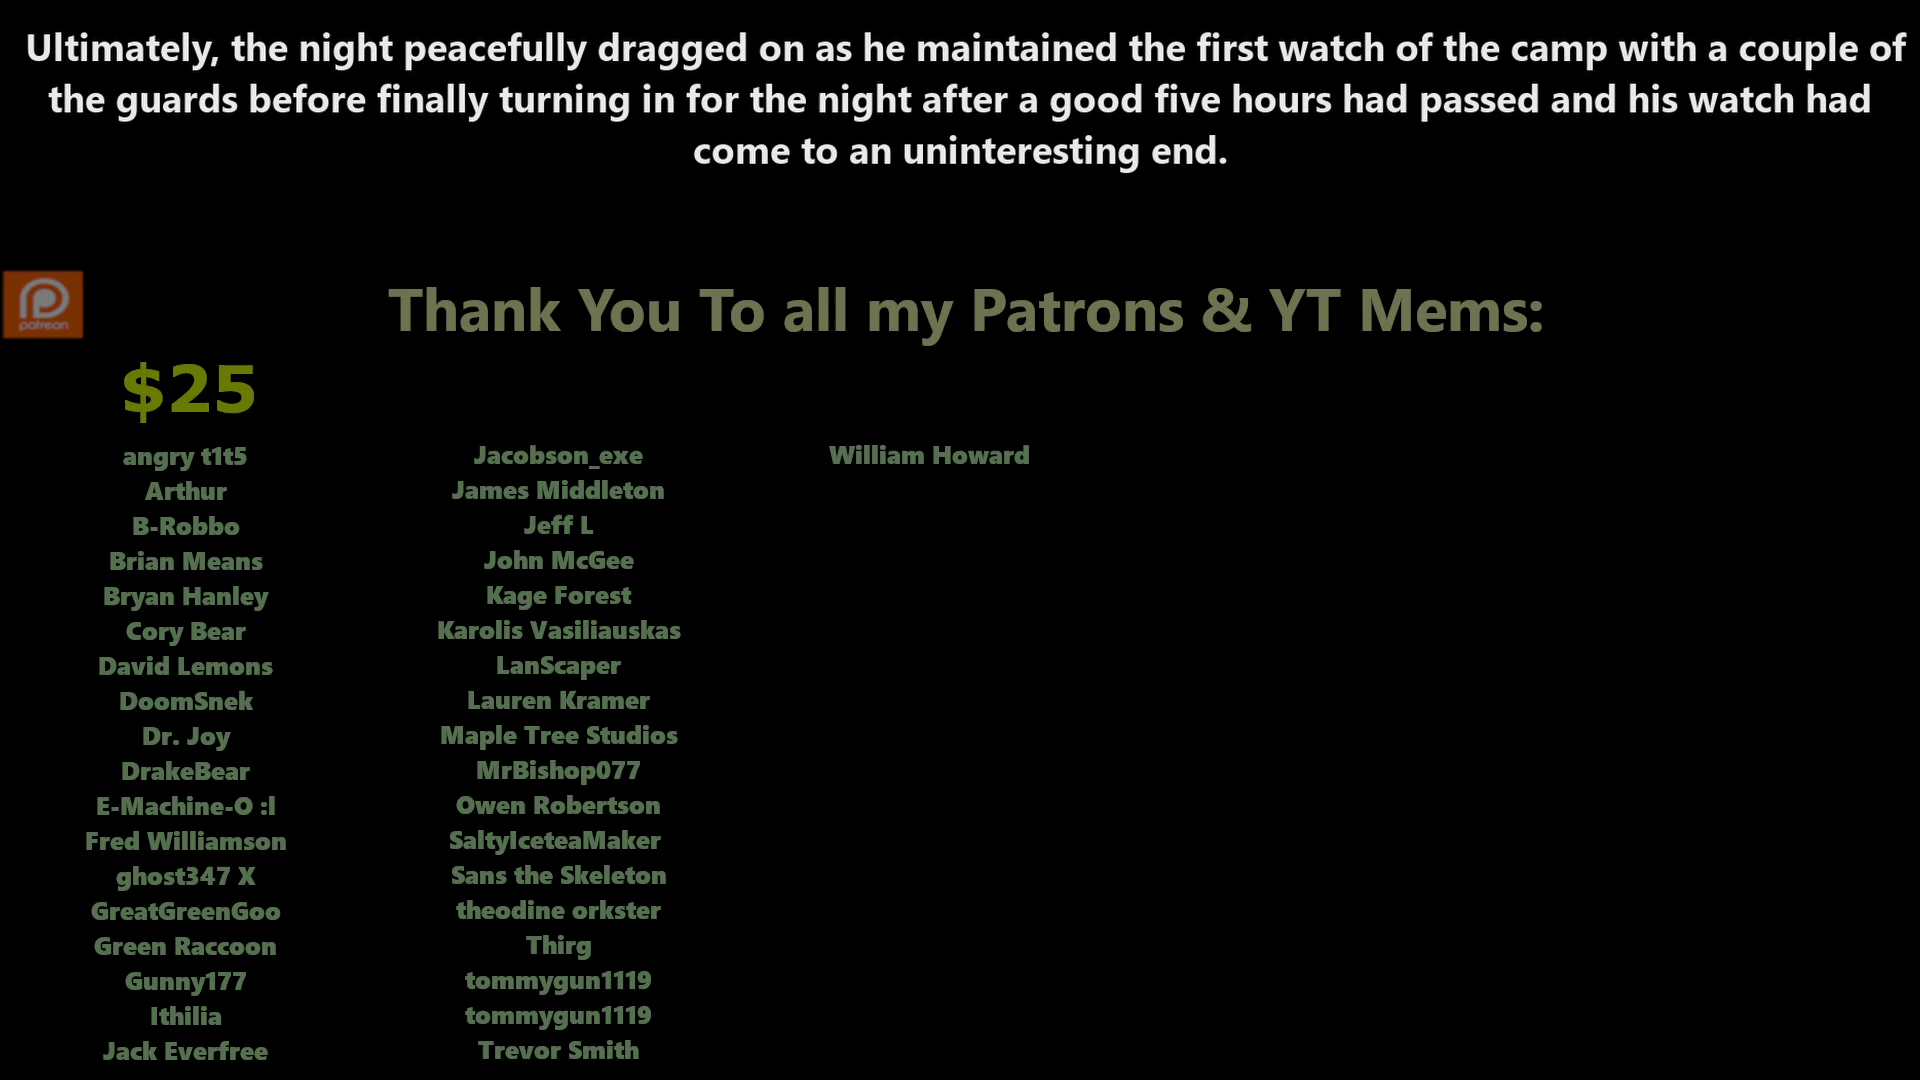 Ultimately, the night peacefully dragged on as he maintained the first watch of the camp with a couple of
the guards before finally turning in for the night after a good five hours had passed and his watch had
come to an uninteresting end.
patreon
Thank You To all my Patrons & YT Mems:
$25
angry t1t5
Arthur
B-Robbo
Brian Means
Bryan Hanley
Cory Bear
David Lemons
DoomSnek
Dr. Joy
DrakeBear
E-Machine-O :l
Fred Williamson
ghost347 X
GreatGreenGoo
Green Raccoon
Gunny177
Ithilia
Jack Everfree
Jacobson_exe
James Middleton
Jeff L
John McGee
Kage Forest
Karolis Vasiliauskas
LanScaper
Lauren Kramer
Maple Tree Studios
MrBishop077
Owen Robertson
SaltyIceteaMaker
Sans the Skeleton
theodine orkster
Thirg
tommygun1119
tommygun1119
Trevor Smith
William Howard